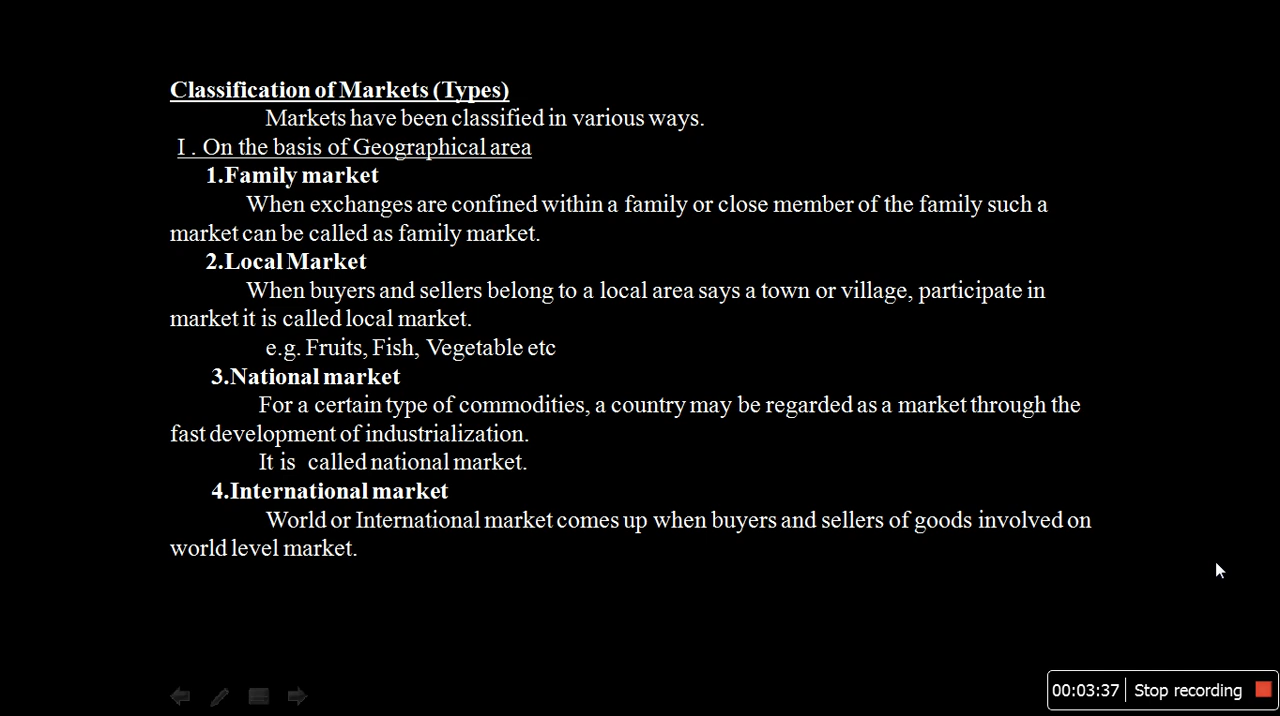 Classification of Markets (Types)
Markets have been classified in various ways.
I . On the basis of Geographical area
1.Family market
When exchanges are confined within a family or close member of the family such a
market can be called as family market.
2.Local Market
When buyers and sellers belong to a local area says a town or village, participate in
market it is called local market.
e.g. Fruits, Fish, Vegetable etc
3.National market
For a certain type of commodities, a country may be regarded as a market through the
fast development of industrialization.
It is called national market.
4.International market
World or International market comes up when buyers and sellers of goods involved on
world level market.
00:03:37 Stop recording